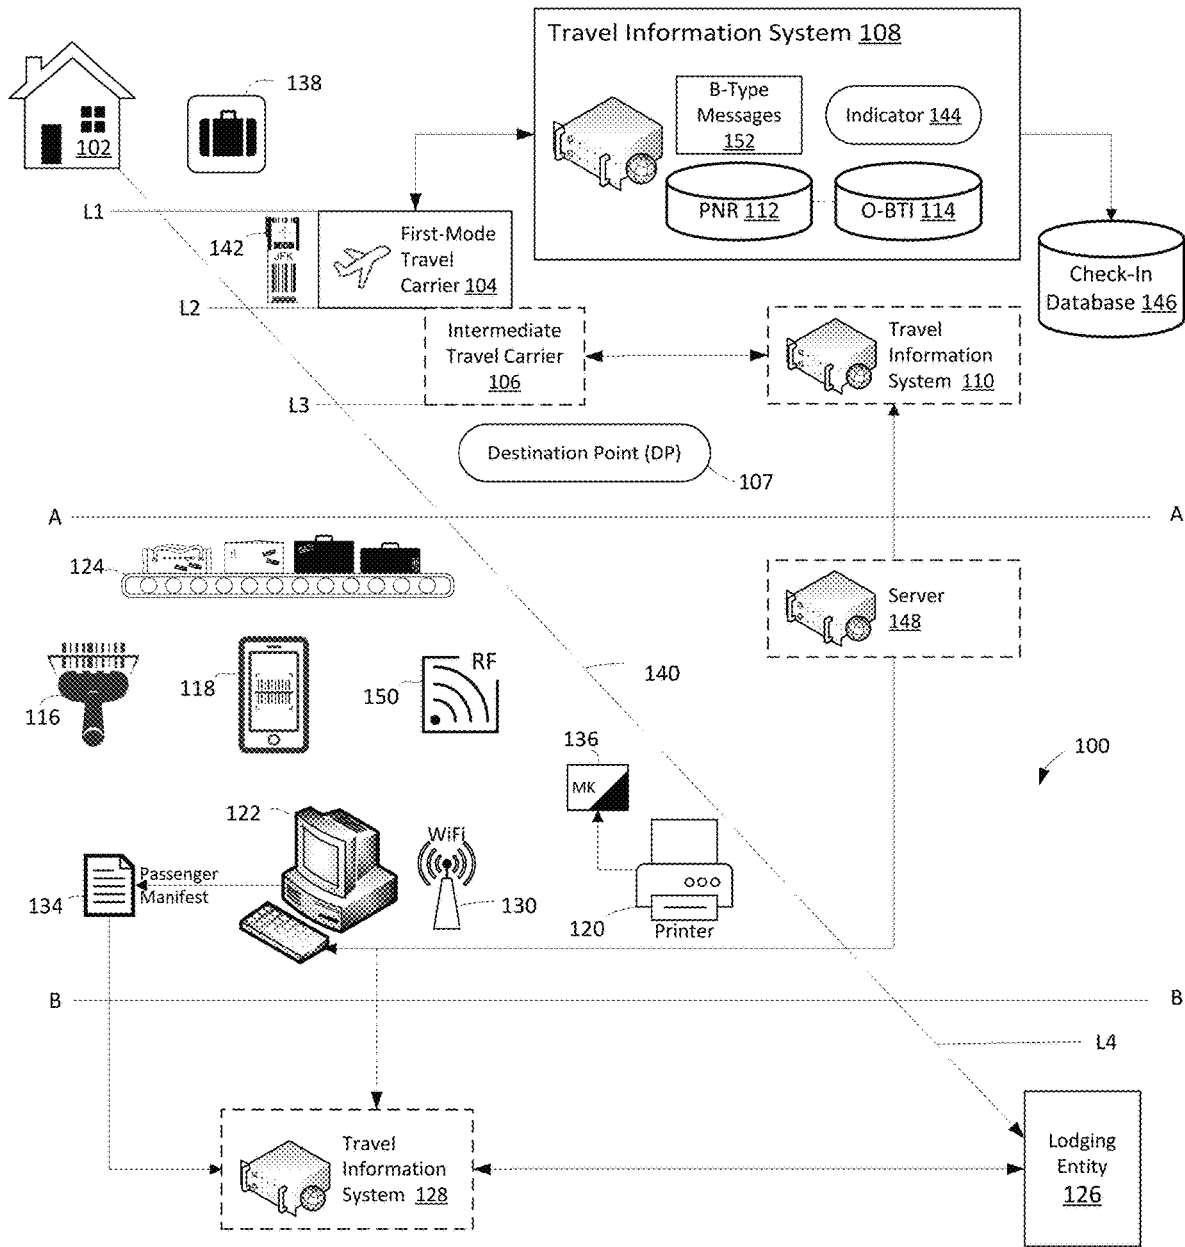 Travel Information System 108
138
B-Type
Messages
152
Indicator 144
102
PNR 112
O-BTI 114
L1
142
JFK
First-Mode
Travel
Carrier 104
Check-In
Database 146
L2
Intermediate
Travel Carrier
106
Travel
Information
System 110
L3
Destination Point (DP)
107
A
A
124
Server
148
RF
118
150
140
116
136
100
MK
122
WiFi
Passenger
Manifest
134
130
120
Printer
B
B
L4
Travel
Information
System 128
Lodging
Entity
126